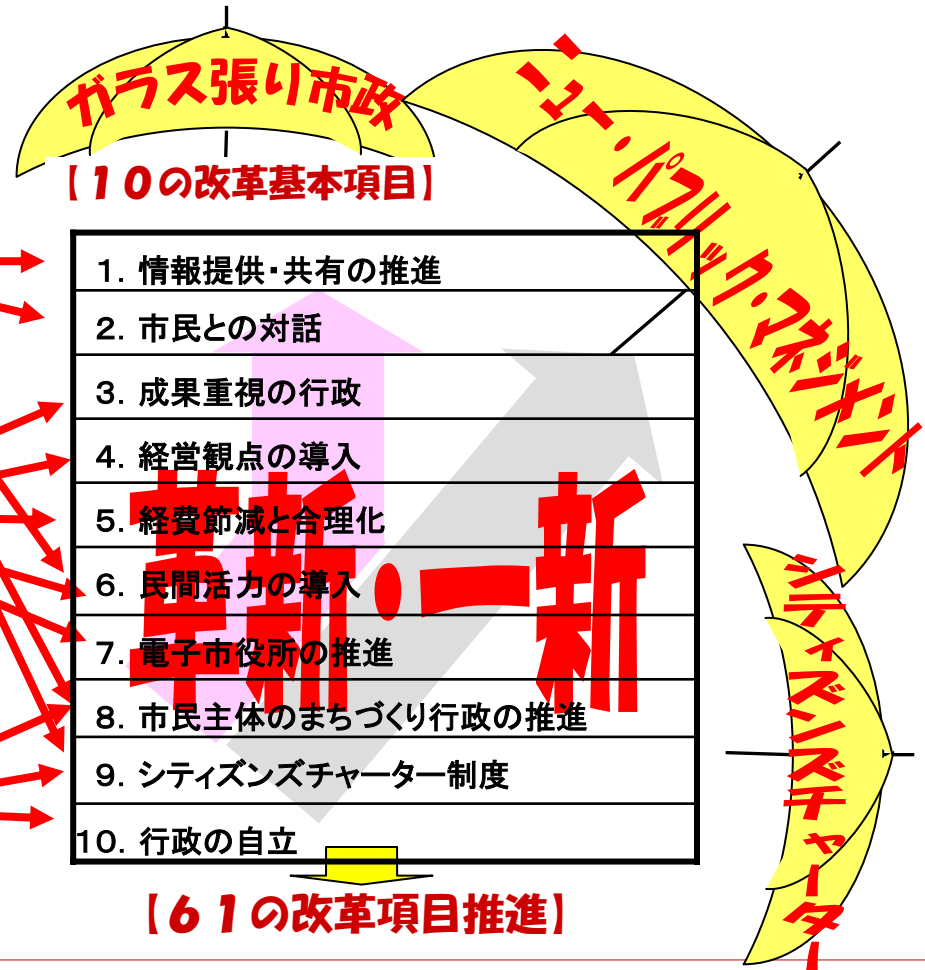 ガラス張り市政
ニュー・パブリック・マネジメント
【10の改革基本項目】
1. 情報提供・共有の推進
2. 市民との対話
3. 成果重視の行政
4. 経営観点の導入
5. 経費節減と合理化
6. 民間活力の導入
7. 電子市役所の推進
8. 市民主体のまちづくり行政の推進
9. シティズンズチャーター制度
10. 行政の自立
革新・一新
シティズンズチャーター
【61の改革項目推進】